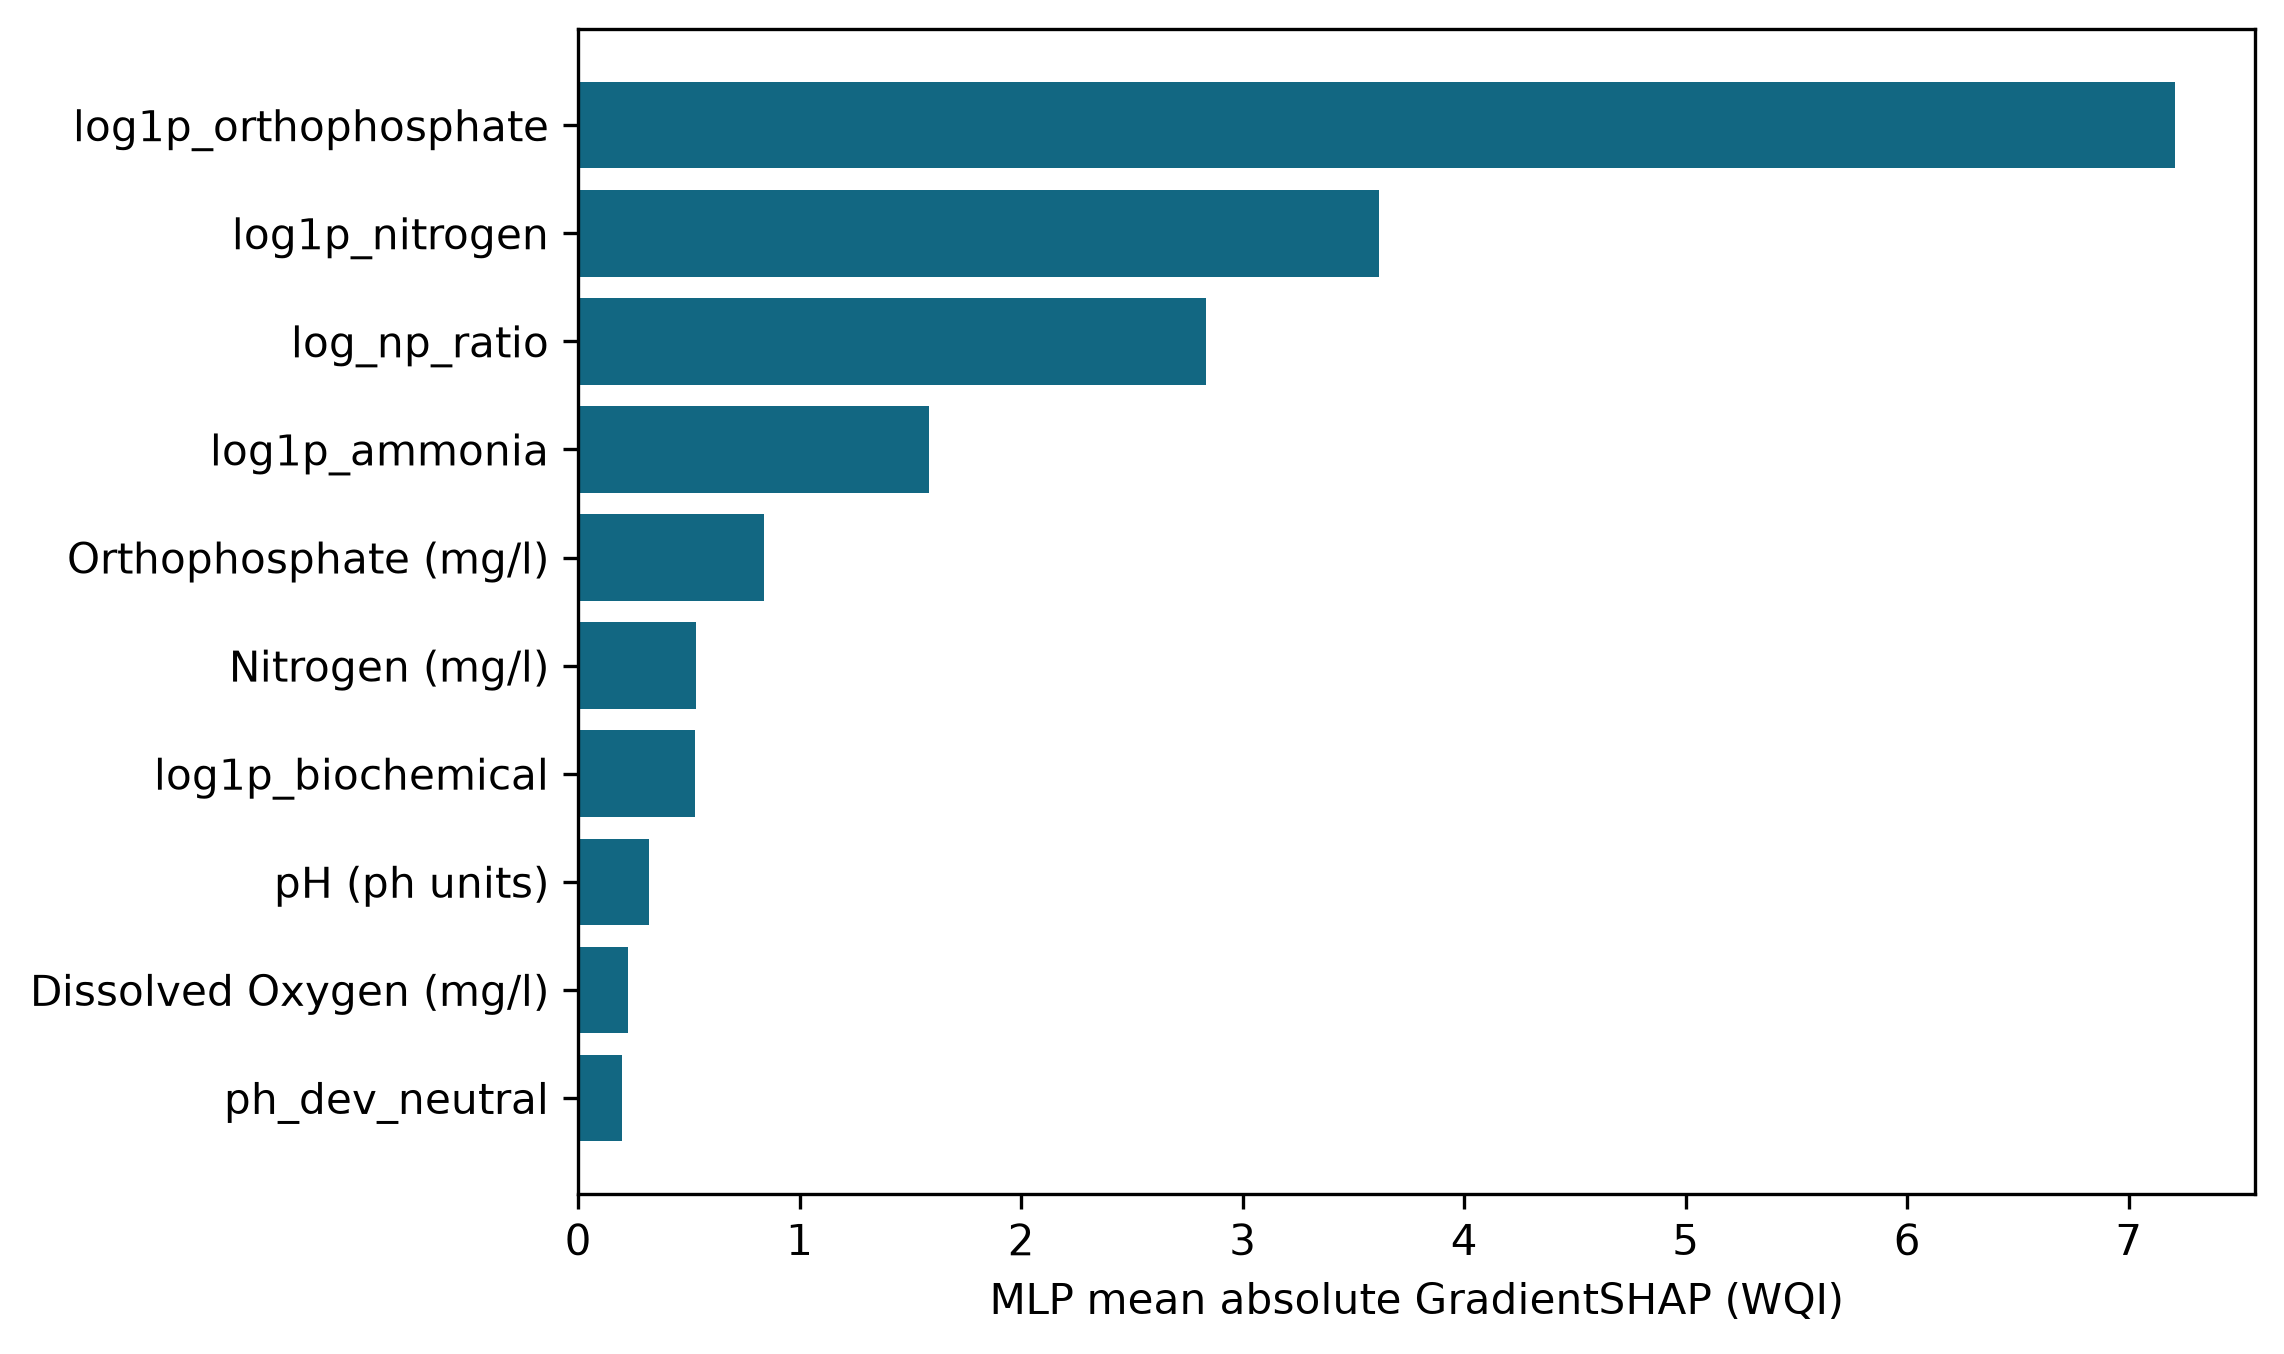 log1p_orthophosphate
log1p_nitrogen
log_np_ratio
log1p_ammonia
Orthophosphate (mg/l)
Nitrogen (mg/l)
log1p_biochemical
pH (ph units)
Dissolved Oxygen (mg/l)
ph_dev_neutral
0 1 2 3 4 5 6 7
MLP mean absolute GradientSHAP (WQI)